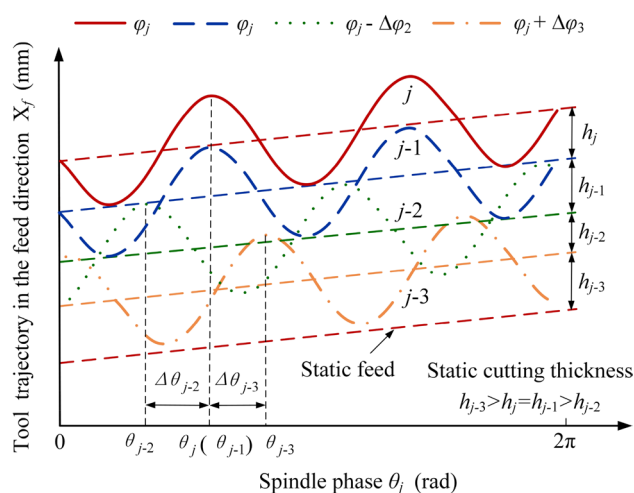 φj φj φj - Δφ2 φj + Δφ3
Tool trajectory in the feed direction Xf (mm)
j
hj
j-1
hj-1
j-2
hj-2
j-3
hj-3
Static feed
Static cutting thickness
hj-3>hj=hj-1>hj-2
Δθj-2 Δθj-3
0 θj-2 θj ( θj-1) θj-3 2π
Spindle phase θj (rad)